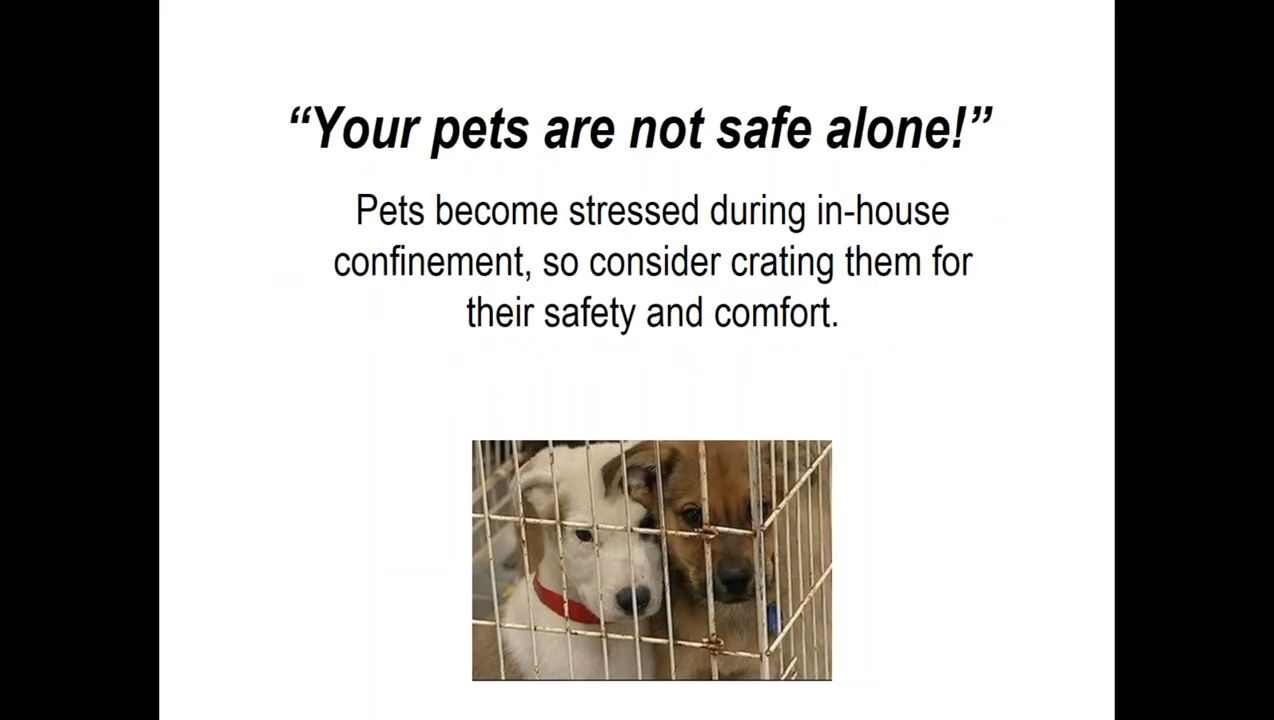 “Your pets are not safe alone!”
Pets become stressed during in-house
confinement, so consider crating them for
their safety and comfort.